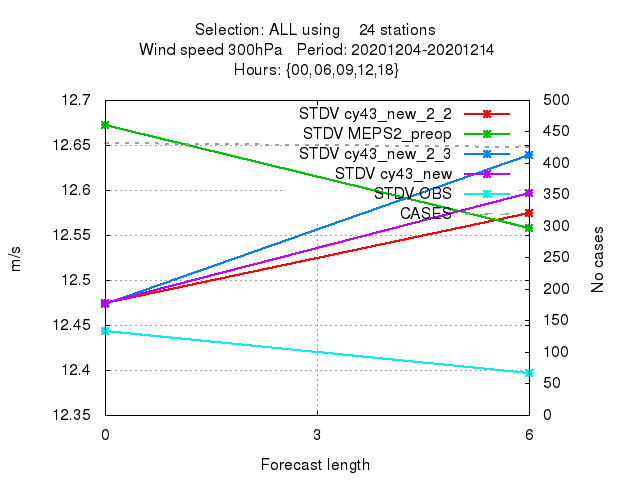 Selection: ALL using    24 stations
Wind speed 300hPa   Period: 20201204-20201214
Hours: {00,06,09,12,18}
12.7
12.65
12.6
12.55
12.5
12.45
12.4
12.35
m/s
STDV cy43_new_2_2
STDV MEPS2_preop
STDV cy43_new_2_3
STDV cy43_new
STDV OBS
CASES
500
450
400
350
300
250
200
150
100
50
0
No cases
0 3 6
Forecast length